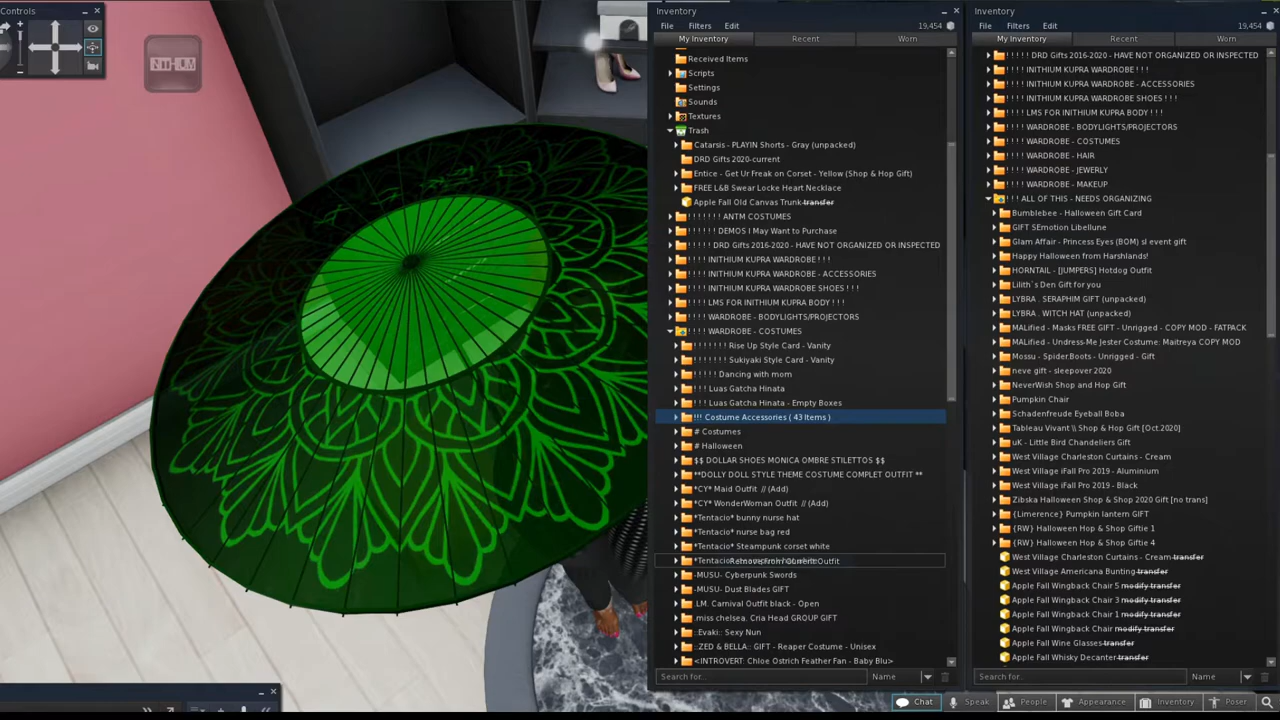 Controls
INITHIUM
Inventory
File Filters Edit 19,454
My Inventory Recent Worn
Received Items
Scripts
Settings
Sounds
Textures
Trash
Catarsis - PLAYIN Shorts - Gray (unpacked)
DRD Gifts 2020-current
Entice - Get Ur Freak on Corset - Yellow (Shop & Hop Gift)
FREE L&B Swear Locke Heart Necklace
Apple Fall Old Canvas Trunk transfer
! ! ! ! ! ! ! ANTM COSTUMES
! ! ! ! ! ! ! DEMOS I May Want to Purchase
! ! ! ! ! DRD Gifts 2016-2020 - HAVE NOT ORGANIZED OR INSPECTED
! ! ! ! INITHIUM KUPRA WARDROBE ! ! !
! ! ! ! INITHIUM KUPRA WARDROBE - ACCESSORIES
! ! ! ! INITHIUM KUPRA WARDROBE SHOES ! ! !
! ! ! ! LMS FOR INITHIUM KUPRA BODY ! ! !
! ! ! ! WARDROBE - BODYLIGHTS/PROJECTORS
! ! ! ! WARDROBE - COSTUMES
! ! ! ! ! ! ! Rise Up Style Card - Vanity
! ! ! ! ! ! ! Sukiyaki Style Card - Vanity
! ! ! ! ! Dancing with mom
! ! ! Luas Gatcha Hinata
! ! ! Luas Gatcha Hinata - Empty Boxes
!!! Costume Accessories ( 43 Items )
# Costumes
# Halloween
$$ DOLLAR SHOES MONICA OMBRE STILETTOS $$
**DOLLY DOLL STYLE THEME COSTUME COMPLET OUTFIT **
*CY* Maid Outfit // (Add)
*CY* WonderWoman Outfit // (Add)
*Tentacio* bunny nurse hat
*Tentacio* nurse bag red
*Tentacio* Steampunk corset white
*Tentacio Remove From Current Outfit
-MUSU- Cyberpunk Swords
-MUSU- Dust Blades GIFT
.LM. Carnival Outfit black - Open
.miss chelsea. Cria Head GROUP GIFT
::Evaki:: Sexy Nun
::ZED & BELLA:: GIFT - Reaper Costume - Unisex
<INTROVERT: Chloe Ostrich Feather Fan - Baby Blu>
Search for.. Name
Inventory
File Filters Edit 19,454
My Inventory Recent Worn
! ! ! ! ! DRD Gifts 2016-2020 - HAVE NOT ORGANIZED OR INSPECTED
! ! ! ! INITHIUM KUPRA WARDROBE ! ! !
! ! ! ! INITHIUM KUPRA WARDROBE - ACCESSORIES
! ! ! ! INITHIUM KUPRA WARDROBE SHOES ! ! !
! ! ! ! LMS FOR INITHIUM KUPRA BODY ! ! !
! ! ! ! WARDROBE - BODYLIGHTS/PROJECTORS
! ! ! ! WARDROBE - COSTUMES
! ! ! ! WARDROBE - HAIR
! ! ! ! WARDROBE - JEWERLY
! ! ! ! WARDROBE - MAKEUP
! ! ! ALL OF THIS - NEEDS ORGANIZING
Bumblebee - Halloween Gift Card
GIFT SEmotion Libellune
Glam Affair - Princess Eyes (BOM) sl event gift
Happy Halloween from Harshlands!
HORNTAIL - [JUMPERS] Hotdog Outfit
Lilith`s Den Gift for you
LYBRA . SERAPHIM GIFT (unpacked)
LYBRA . WITCH HAT (unpacked)
MALified - Masks FREE GIFT - Unrigged - COPY MOD - FATPACK
MALified - Undress-Me Jester Costume: Maitreya COPY MOD
Mossu - Spider.Boots - Unrigged - Gift
neve gift - sleepover 2020
NeverWish Shop and Hop Gift
Pumpkin Chair
Schadenfreude Eyeball Boba
Tableau Vivant \\ Shop & Hop Gift [Oct.2020]
uK - Little Bird Chandeliers Gift
West Village Charleston Curtains - Cream
West Village iFall Pro 2019 - Aluminium
West Village iFall Pro 2019 - Black
Zibska Halloween Shop & Shop 2020 Gift [no trans]
{Limerence} Pumpkin lantern GIFT
{RW} Halloween Hop & Shop Giftie 1
{RW} Halloween Hop & Shop Giftie 4
West Village Charleston Curtains - Cream transfer
West Village Americana Bunting transfer
Apple Fall Wingback Chair 5 modify transfer
Apple Fall Wingback Chair 3 modify transfer
Apple Fall Wingback Chair 1 modify transfer
Apple Fall Wingback Chair modify transfer
Apple Fall Wine Glasses transfer
Apple Fall Whisky Decanter transfer
Search for.. Name
Chat Speak People Appearance Inventory Poser